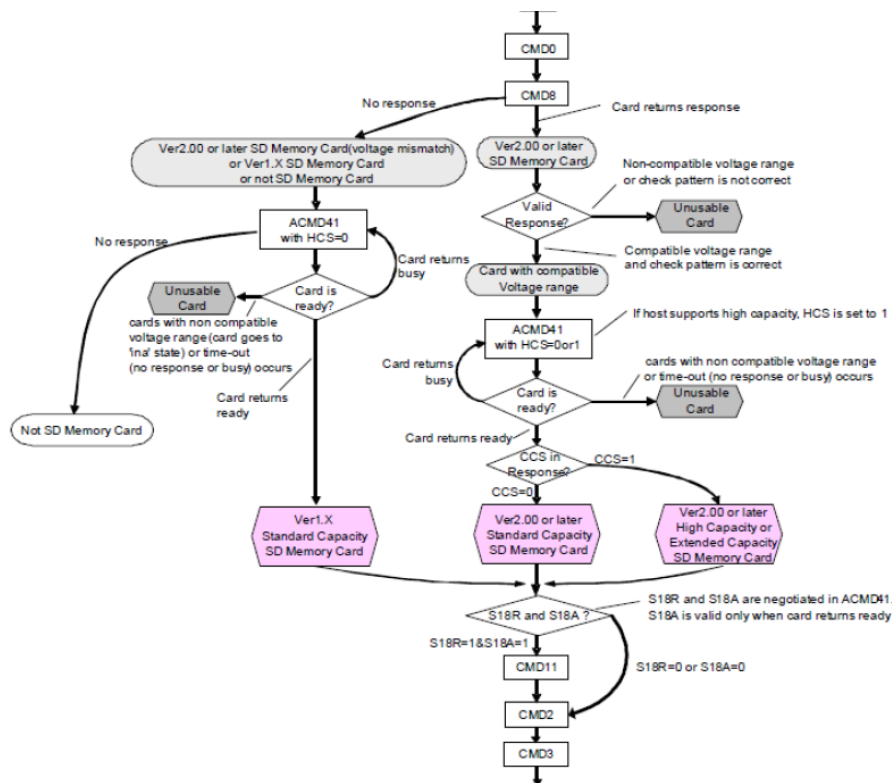 CMD0
CMD8
No response
Card returns response
Ver2.00 or later SD Memory Card(voltage mismatch)
or Ver1.X SD Memory Card
or not SD Memory Card
Ver2.00 or later
SD Memory Card
Non-compatible voltage range
or check pattern is not correct
Valid
Response?
Unusable
Card
Compatible voltage range
and check pattern is correct
No response
ACMD41
with HCS=0
Card returns
busy
Card is
ready?
Unusable
Card
cards with non compatible
voltage range (card goes to
'ina' state) or time-out
(no response or busy) occurs
Card returns
ready
Not SD Memory Card
Card with compatible
Voltage range
ACMD41
with HCS=0or1
If host supports high capacity, HCS is set to 1
Card returns
busy
cards with non compatible voltage range
or time-out (no response or busy) occurs
Card is
ready?
Unusable
Card
Card returns ready
CCS in
Response?
CCS=1
CCS=0
Ver1.X
Standard Capacity
SD Memory Card
Ver2.00 or later
Standard Capacity
SD Memory Card
Ver2.00 or later
High Capacity or
Extended Capacity
SD Memory Card
S18R and S18A ?
S18R and S18A are negotiated in ACMD41.
S18A is valid only when card returns ready
S18R=1&S18A=1
S18R=0 or S18A=0
CMD11
CMD2
CMD3